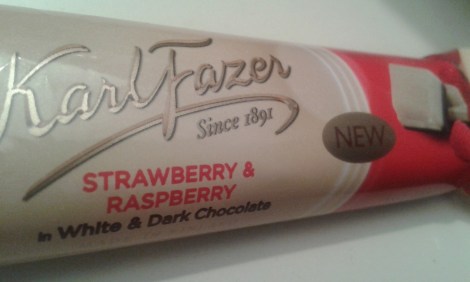 Karl Fazer
Since 1891
NEW
STRAWBERRY &
RASPBERRY
in White & Dark Chocolate